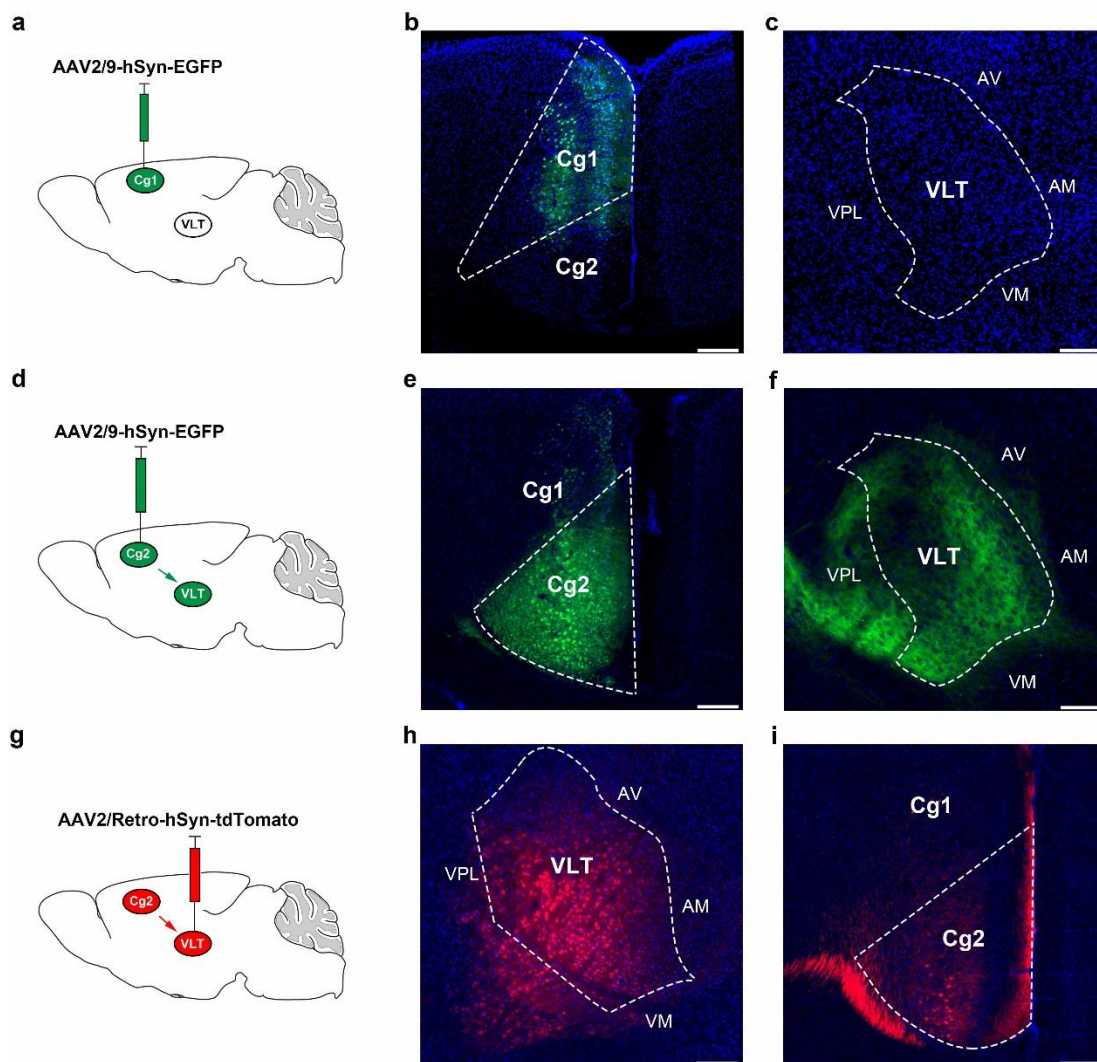 a
AAV2/9-hSyn-EGFP
Cg1
VLT
b
Cg1
Cg2
c
AV
VLT
AM
VPL
VM
d
AAV2/9-hSyn-EGFP
Cg2
VLT
e
Cg1
Cg2
f
AV
VLT
AM
VPL
VM
g
AAV2/Retro-hSyn-tdTomato
Cg2
VLT
h
AV
VLT
VPL
AM
VM
i
Cg1
Cg2